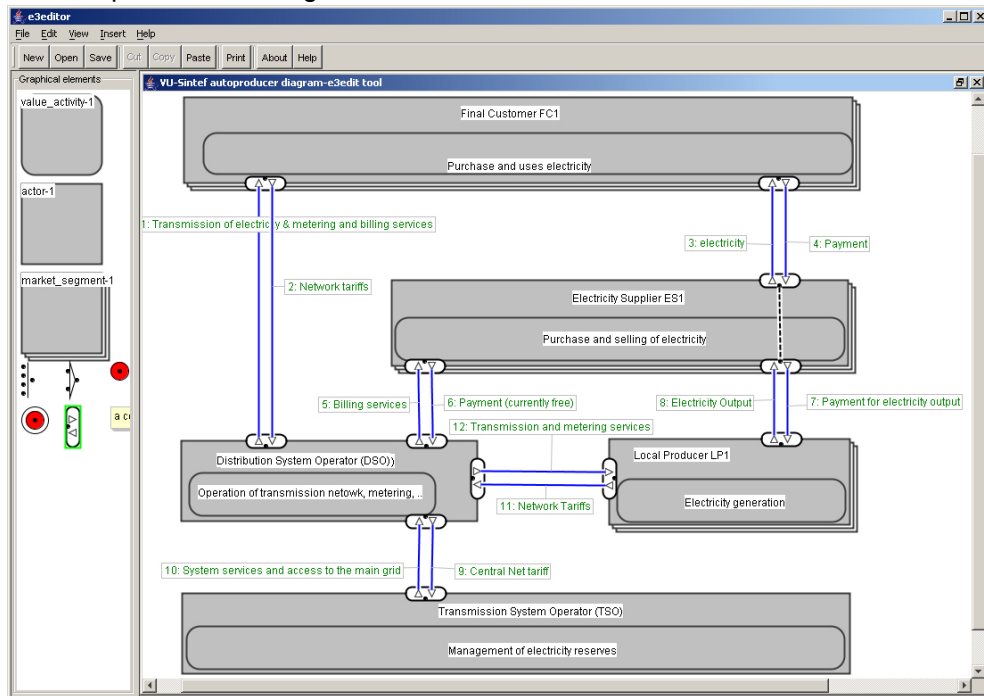 e3editor
File Edit View Insert Help
New Open Save Cut Copy Paste Print About Help
Graphical elements
value_activity-1
actor-1
market_segment-1
VU-Sintef autoproducer diagram-e3edit tool
Final Customer FC1
Purchase and uses electricity
1: Transmission of electricity & metering and billing services
3: electricity
4: Payment
2: Network tariffs
Electricity Supplier ES1
Purchase and selling of electricity
5: Billing services
6: Payment (currently free)
8: Electricity Output
7: Payment for electricity output
12: Transmission and metering services
Distribution System Operator (DSO))
Operation of transmission netowk, metering, ..
Local Producer LP1
Electricity generation
11: Network Tariffs
10: System services and access to the main grid
9: Central Net tariff
Transmission System Operator (TSO)
Management of electricity reserves